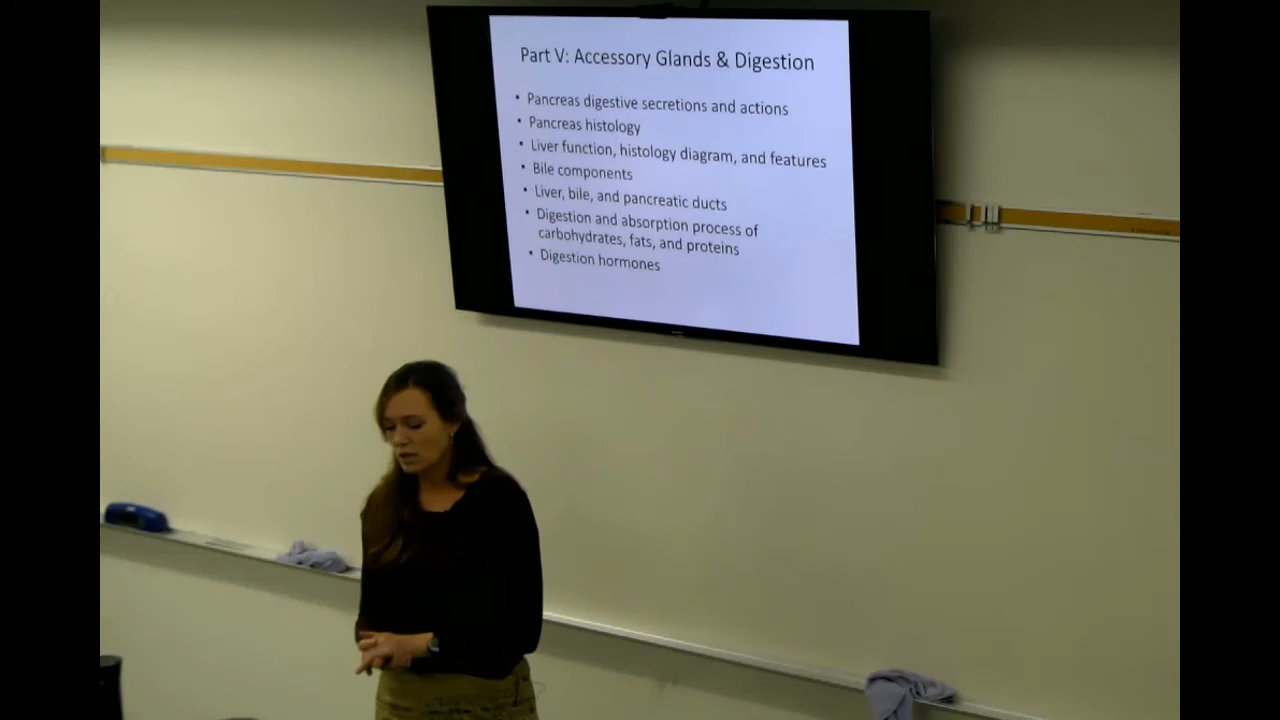 Part V: Accessory Glands & Digestion
• Pancreas digestive secretions and actions
• Pancreas histology
• Liver function, histology diagram, and features
• Bile components
• Liver, bile, and pancreatic ducts
• Digestion and absorption process of
carbohydrates, fats, and proteins
• Digestion hormones